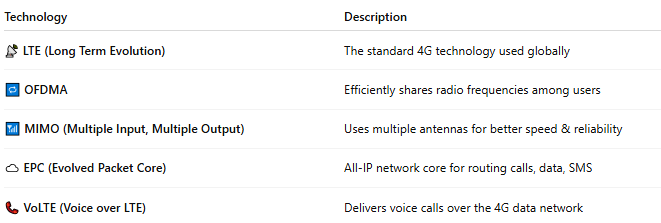 Technology Description
LTE (Long Term Evolution) The standard 4G technology used globally
OFDMA Efficiently shares radio frequencies among users
MIMO (Multiple Input, Multiple Output) Uses multiple antennas for better speed & reliability
EPC (Evolved Packet Core) All-IP network core for routing calls, data, SMS
VoLTE (Voice over LTE) Delivers voice calls over the 4G data network